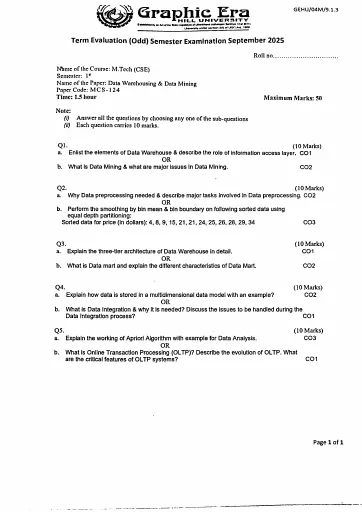 GEHU/04M/9.1.3
Graphic Era
HILL UNIVERSITY
Term Evaluation (Odd) Semester Examination September 2025
Roll no.................................
Name of the Course: M.Tech (CSE)
Semester: 1st
Name of the Paper: Data Warehousing & Data Mining
Paper Code: MCS-124
Time: 1.5 hour Maximum Marks: 50
Note:
(i) Answer all the questions by choosing any one of the sub-questions
(ii) Each question carries 10 marks.
Q1. (10 Marks)
a. Enlist the elements of Data Warehouse & describe the role of information access layer. CO1
OR
b. What is Data Mining & what are major issues in Data Mining. CO2
Q2. (10 Marks)
a. Why Data preprocessing needed & describe major tasks involved in Data preprocessing. CO2
OR
b. Perform the smoothing by bin mean & bin boundary on following sorted data using
equal depth partitioning:
Sorted data for price (in dollars): 4, 8, 9, 15, 21, 21, 24, 25, 26, 28, 29, 34 CO3
Q3. (10 Marks)
a. Explain the three-tier architecture of Data Warehouse in detail. CO1
OR
b. What is Data mart and explain the different characteristics of Data Mart. CO2
Q4. (10 Marks)
a. Explain how data is stored in a multidimensional data model with an example? CO2
OR
b. What is Data Integration & why it is needed? Discuss the issues to be handled during the
Data Integration process? CO1
Q5. (10 Marks)
a. Explain the working of Apriori Algorithm with example for Data Analysis. CO3
OR
b. What is Online Transaction Processing (OLTP)? Describe the evolution of OLTP. What
are the critical features of OLTP systems? CO1
Page 1 of 1